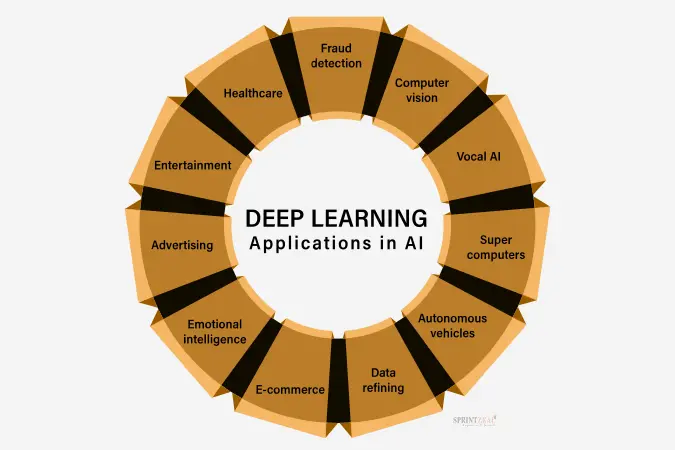 DEEP LEARNING
Applications in AI
Fraud
detection
Computer
vision
Vocal AI
Super
computers
Autonomous
vehicles
Data
refining
E-commerce
Emotional
intelligence
Advertising
Entertainment
Healthcare
SPRINTZEAL